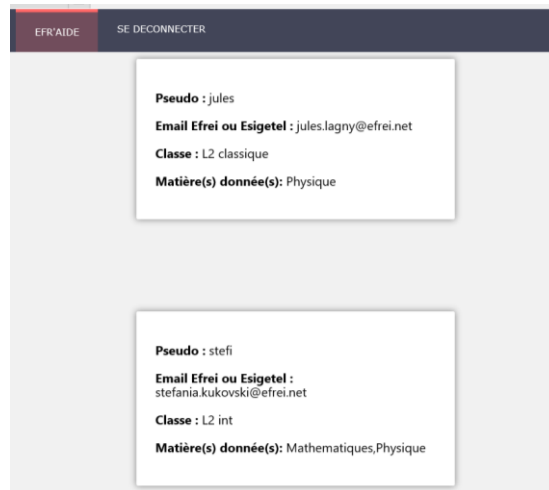 EFR'AIDE SE DECONNECTER
Pseudo : jules
Email Efrei ou Esigetel : jules.lagny@efrei.net
Classe : L2 classique
Matière(s) donnée(s): Physique
Pseudo : stefi
Email Efrei ou Esigetel :
stefania.kukovski@efrei.net
Classe : L2 int
Matière(s) donnée(s): Mathematiques,Physique